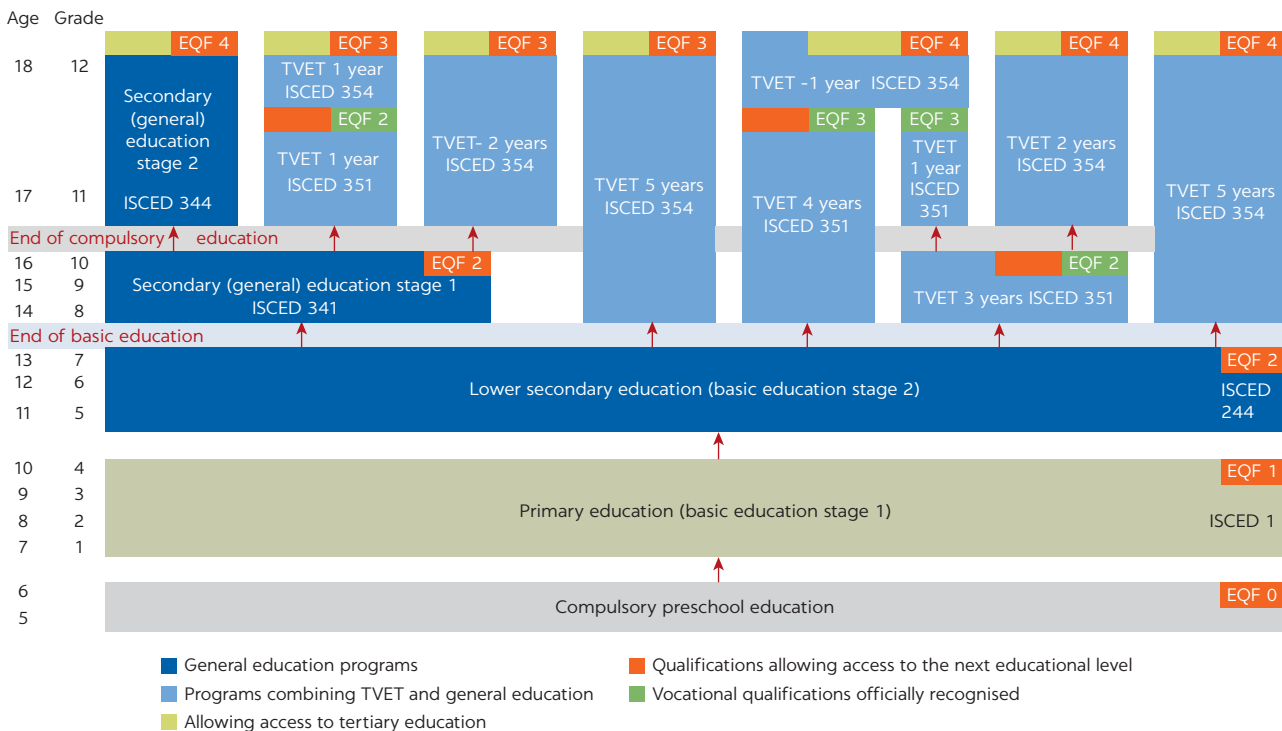 Age Grade
EQF 4 EQF 3 EQF 3 EQF 3 EQF 4 EQF 4 EQF 4
18 12
Secondary
(general)
education
stage 2
ISCED 344
TVET 1 year
ISCED 354
EQF 2
TVET 1 year
ISCED 351
TVET- 2 years
ISCED 354
TVET 5 years
ISCED 354
TVET -1 year ISCED 354
EQF 3
TVET 4 years
ISCED 351
EQF 3
TVET
1 year
ISCED
351
TVET 2 years
ISCED 354
TVET 5 years
ISCED 354
17 11
End of compulsory education
16 10
15 9
14 8
EQF 2
Secondary (general) education stage 1
ISCED 341
EQF 2
TVET 3 years ISCED 351
End of basic education
13 7
12 6
11 5
Lower secondary education (basic education stage 2)
EQF 2
ISCED
244
10 4
9 3
8 2
7 1
Primary education (basic education stage 1)
EQF 1
ISCED 1
6
5
Compulsory preschool education
EQF 0
General education programs
Programs combining TVET and general education
Allowing access to tertiary education
Qualifications allowing access to the next educational level
Vocational qualifications officially recognised